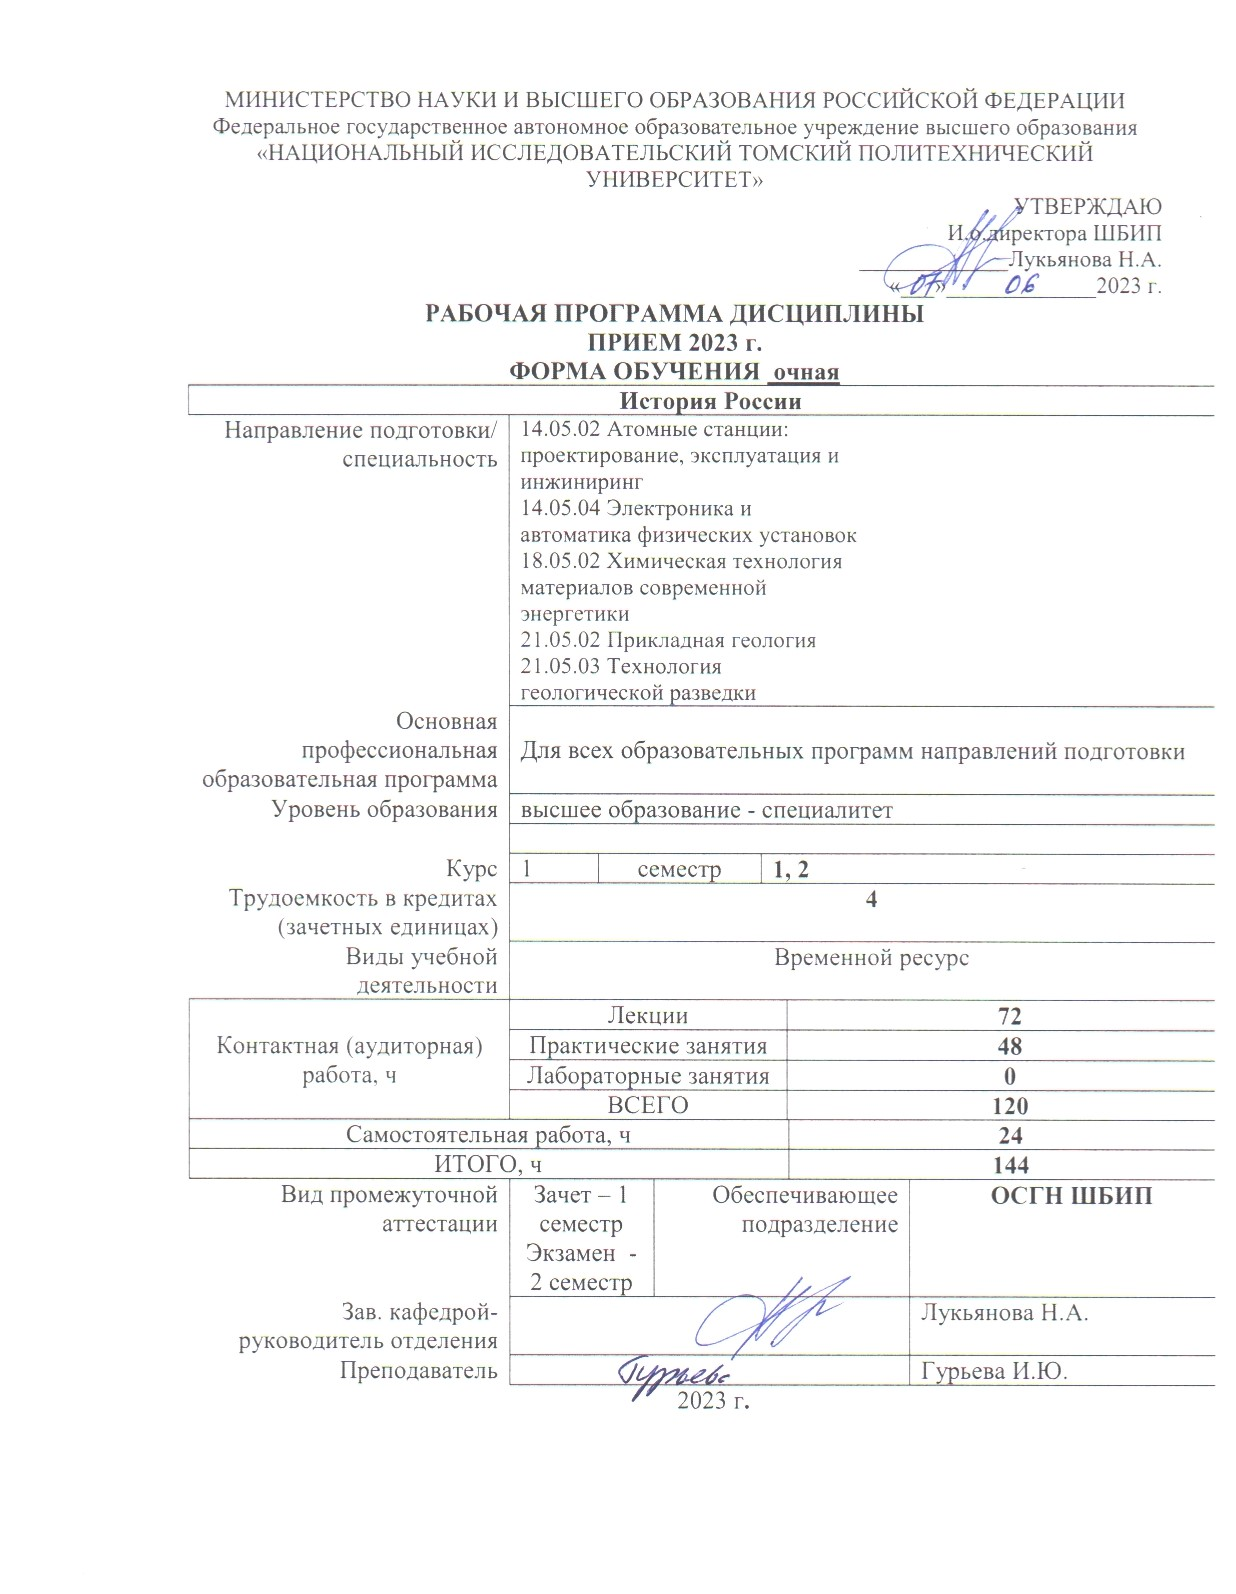 МИНИСТЕРСТВО НАУКИ И ВЫСШЕГО ОБРАЗОВАНИЯ РОССИЙСКОЙ ФЕДЕРАЦИИ
Федеральное государственное автономное образовательное учреждение высшего образования
«НАЦИОНАЛЬНЫЙ ИССЛЕДОВАТЕЛЬСКИЙ ТОМСКИЙ ПОЛИТЕХНИЧЕСКИЙ
УНИВЕРСИТЕТ»
УТВЕРЖДАЮ
И.о.директора ШБИП
Лукьянова Н.А.
«07» 06 2023 г.
РАБОЧАЯ ПРОГРАММА ДИСЦИПЛИНЫ
ПРИЕМ 2023 г.
ФОРМА ОБУЧЕНИЯ очная
История России
Направление подготовки/
специальность
14.05.02 Атомные станции:
проектирование, эксплуатация и
инжиниринг
14.05.04 Электроника и
автоматика физических установок
18.05.02 Химическая технология
материалов современной
энергетики
21.05.02 Прикладная геология
21.05.03 Технология
геологической разведки
Основная
профессиональная
образовательная программа
Для всех образовательных программ направлений подготовки
Уровень образования
высшее образование - специалитет
Курс 1 семестр 1, 2
Трудоемкость в кредитах
(зачетных единицах)
4
Виды учебной
деятельности
Временной ресурс
Контактная (аудиторная)
работа, ч
Лекции 72
Практические занятия 48
Лабораторные занятия 0
ВСЕГО 120
Самостоятельная работа, ч 24
ИТОГО, ч 144
Вид промежуточной
аттестации
Зачет – 1
семестр
Экзамен -
2 семестр
Обеспечивающее
подразделение
ОСГН ШБИП
Зав. кафедрой-
руководитель отделения
Лукьянова Н.А.
Преподаватель Гурьева Гурьева И.Ю.
2023 г.